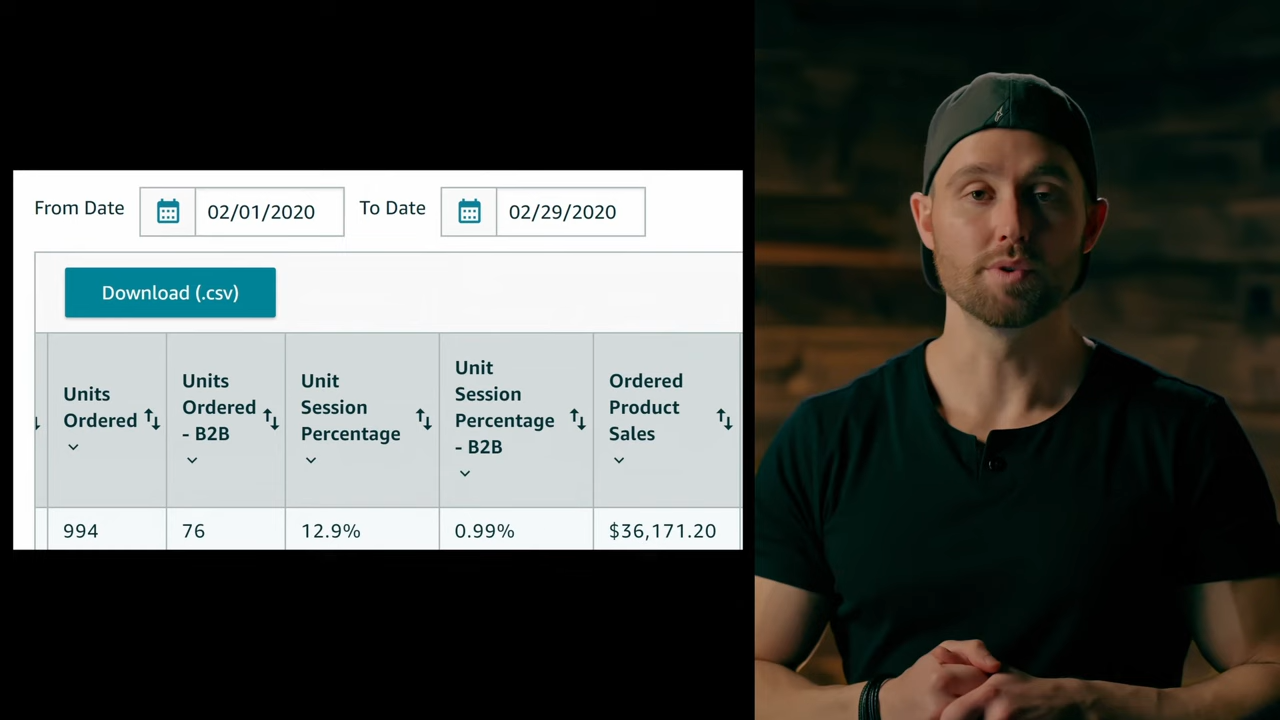 From Date
02/01/2020
To Date
02/29/2020
Download (.csv)
Units
Ordered
Units
Ordered
- B2B
Unit
Session
Percentage
Unit
Session
Percentage
- B2B
Ordered
Product
Sales
994
76
12.9%
0.99%
$36,171.20